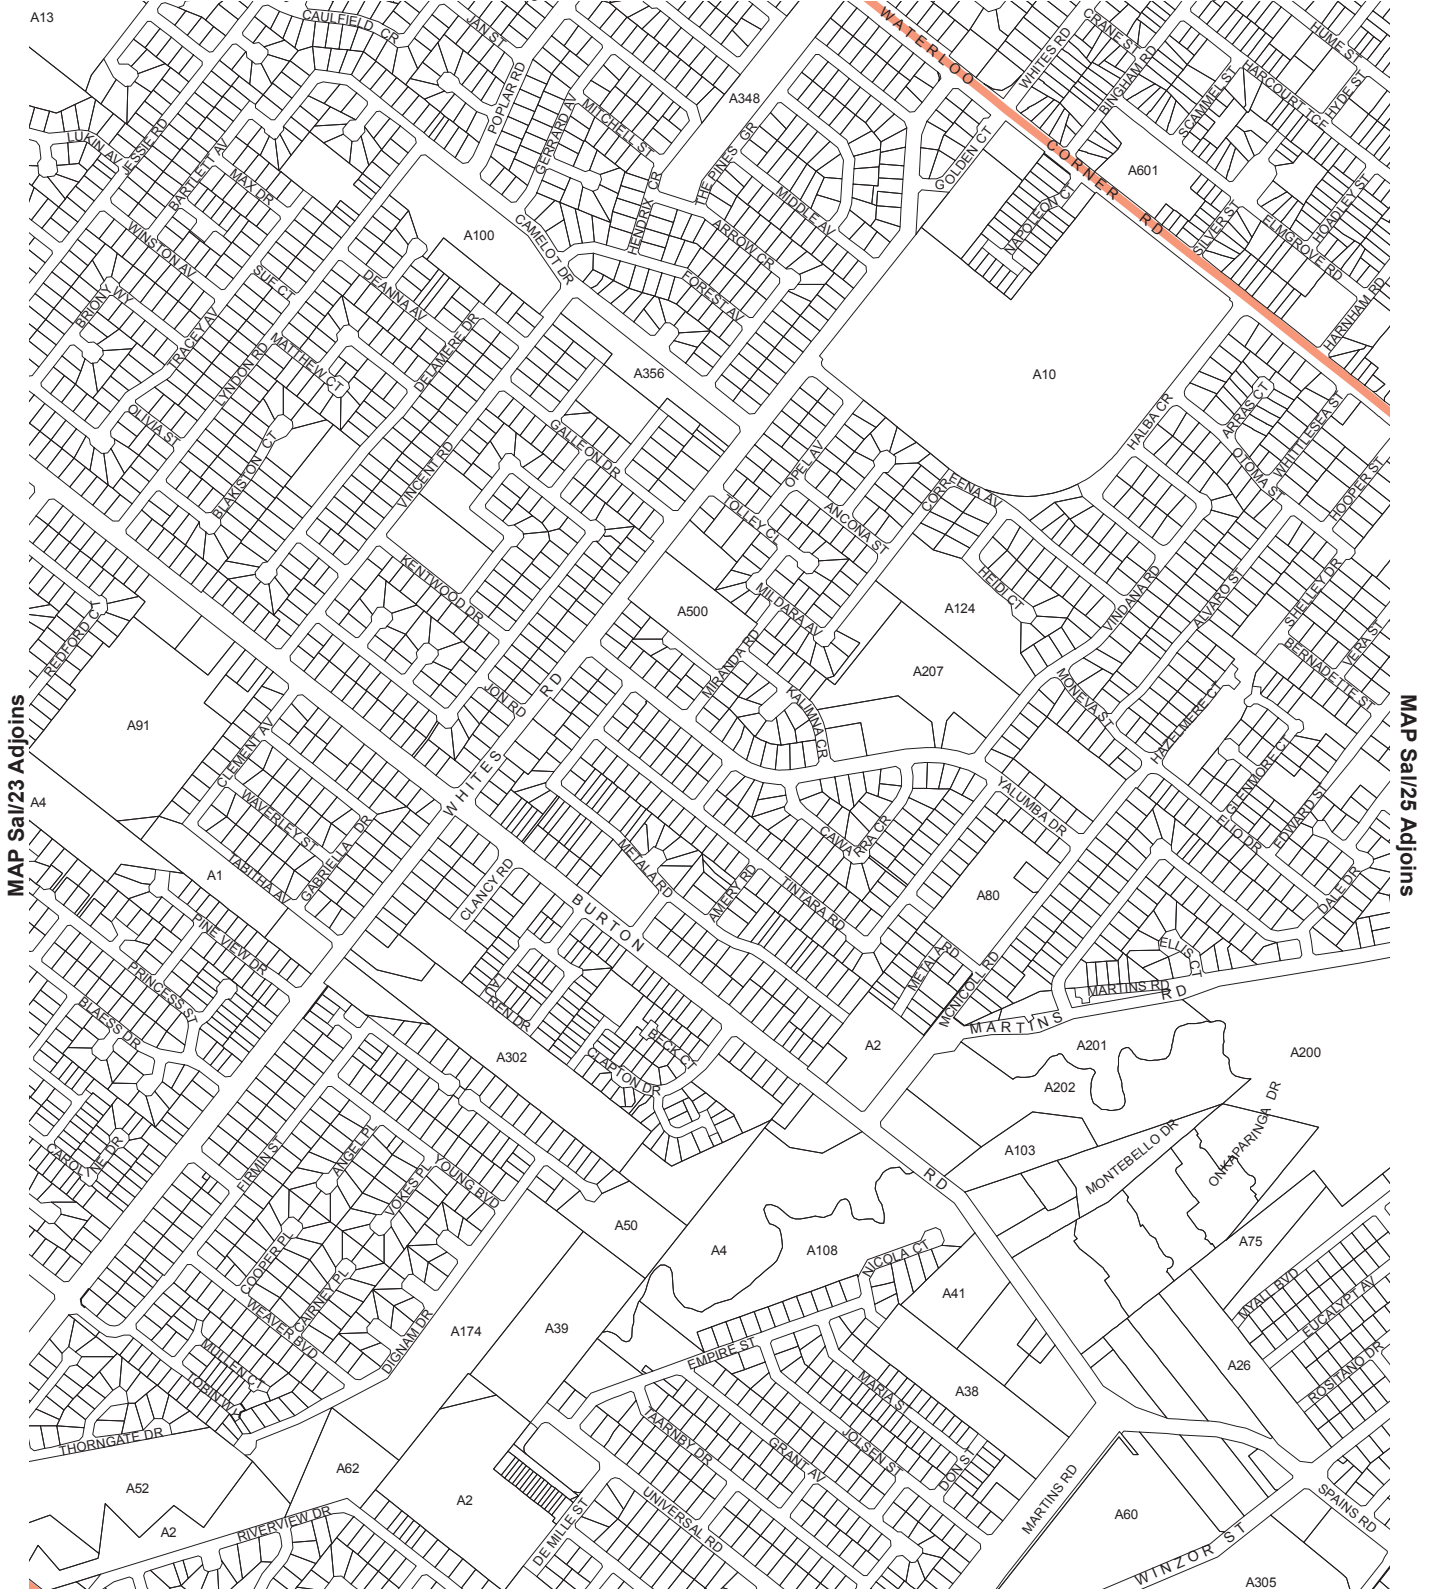 A13
CAULFIELD CR
JAN ST
WATERLOO CORNER RD
WHITES RD
CRANE ST
BINGHAM RD
HUME ST
HARCOURT TCE
HYDE ST
SCAMMEL ST
POPLAR RD
GERRARD AV
MITCHELL ST
A348
LUKIN AV
JESSIE RD
BARTLETT AV
MAX DR
THE PINES GR
GOLDEN CT
A601
HENDRIX CR
MIDDLE AV
NAPOLEON CT
SILVER ST
HOADLEY ST
ELMGROVE RD
WINSTON AV
A100
CAMELOT DR
ARROW CR
SUE CT
DEANNA AV
FOREST AV
HARNHAM RD
BRIONY WY
TRACEY AV
LYNDON RD
MATTHEW CT
DELAMERE DR
A356
A10
ARRAS CT
HALBA CR
WHITTLESEA ST
OLIVIA ST
BLAKISTON CT
VINCENT RD
GALLEON DR
OPEL AV
OTOMA ST
HOOPER ST
TOLLEY CT
ANCONA ST
CORREENA AV
KENTWOOD DR
HEIDI CT
MILDARA AV
A124
A500
VINDANA RD
ALVARO ST
SHELLEY DR
VERA ST
BERNADETTE ST
REDFORD CT
MIRANDA RD
A207
MONEVA ST
JON RD
WHITES RD
KALIMNA CR
HAZELMERE CT
A91
CLEMENT AV
GLENMORE CT
MAP Sal/23 Adjoins
MAP Sal/25 Adjoins
A4
WAVERLEY ST
GABRIELLA DR
YALUMBA DR
ELIO DR
EDWARD ST
CAWARRA CR
A1
TABITHA AV
CLANCY RD
METALA RD
AMERY RD
TINTARA RD
A80
DALE DR
BURTON RD
PINE VIEW DR
PRINCESS ST
METALA RD
MCNICOLL RD
ELLIS CT
MARTINS RD
MARTINS RD
BLAESS DR
DAVREN DR
A302
BECK CT
CLAPTON DR
A2
A201
A200
A202
CAROLINE DR
FIRMIN ST
ANGEL PL
VOKES PL
YOUNG BVD
A103
MONTEBELLO DR
ONKAPARINGA DR
A50
A4
A108
NICOLA CT
A75
COOPER PL
CAIRNEY PL
WEAVER BVD
DIGNAM DR
A174
A39
A41
MYALL BVD
EUCALYPT AV
MULLEN CT
EMPIRE ST
A26
ROSITANO DR
MARIA ST
A38
THORNGATE DR
TAARNBY DR
GRANT AV
JOLSEN ST
DON ST
A62
A52
A2
A2
RIVERVIEW DR
DE MILLE ST
UNIVERSAL RD
MARTINS RD
A60
SPAINS RD
WINZOR ST
A305